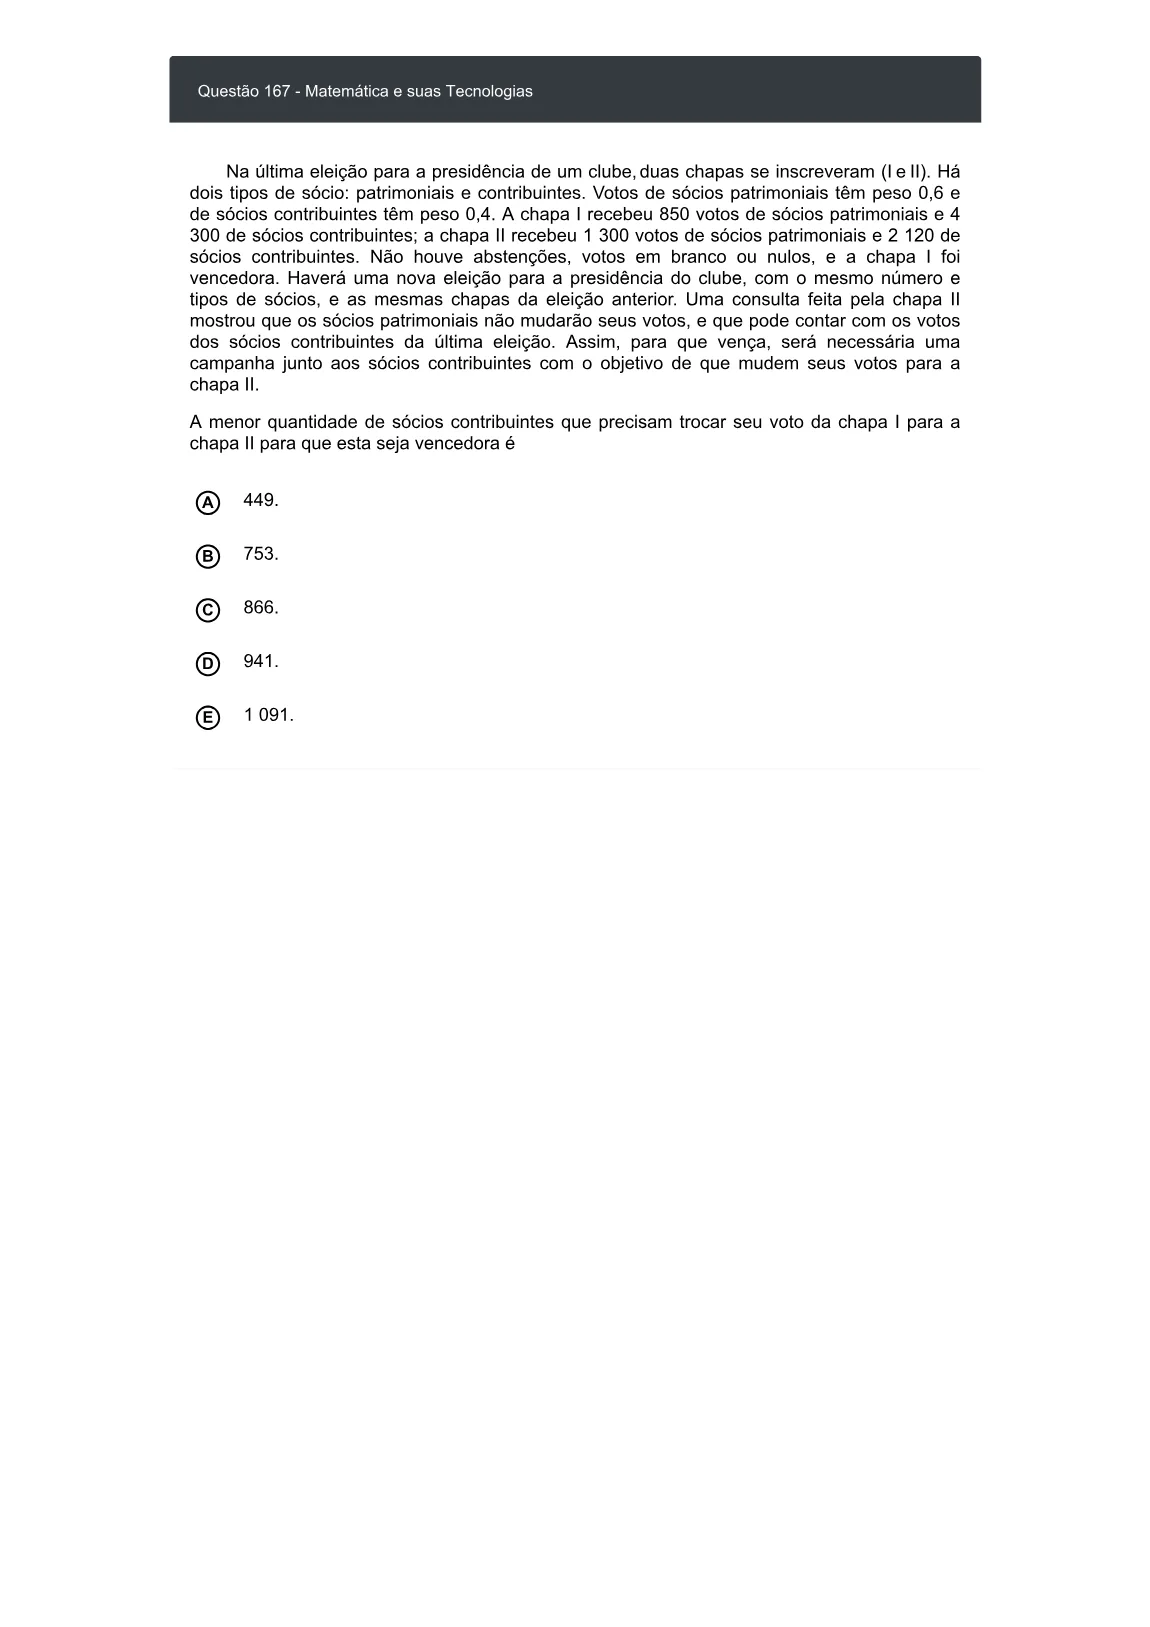 Questão 167 - Matemática e suas Tecnologias
Na última eleição para a presidência de um clube, duas chapas se inscreveram (I e II). Há
dois tipos de sócio: patrimoniais e contribuintes. Votos de sócios patrimoniais têm peso 0,6 e
de sócios contribuintes têm peso 0,4. A chapa I recebeu 850 votos de sócios patrimoniais e 4
300 de sócios contribuintes; a chapa II recebeu 1 300 votos de sócios patrimoniais e 2 120 de
sócios contribuintes. Não houve abstenções, votos em branco ou nulos, e a chapa I foi
vencedora. Haverá uma nova eleição para a presidência do clube, com o mesmo número e
tipos de sócios, e as mesmas chapas da eleição anterior. Uma consulta feita pela chapa II
mostrou que os sócios patrimoniais não mudarão seus votos, e que pode contar com os votos
dos sócios contribuintes da última eleição. Assim, para que vença, será necessária uma
campanha junto aos sócios contribuintes com o objetivo de que mudem seus votos para a
chapa II.
A menor quantidade de sócios contribuintes que precisam trocar seu voto da chapa I para a
chapa II para que esta seja vencedora é
A 449.
B 753.
C 866.
D 941.
E 1 091.